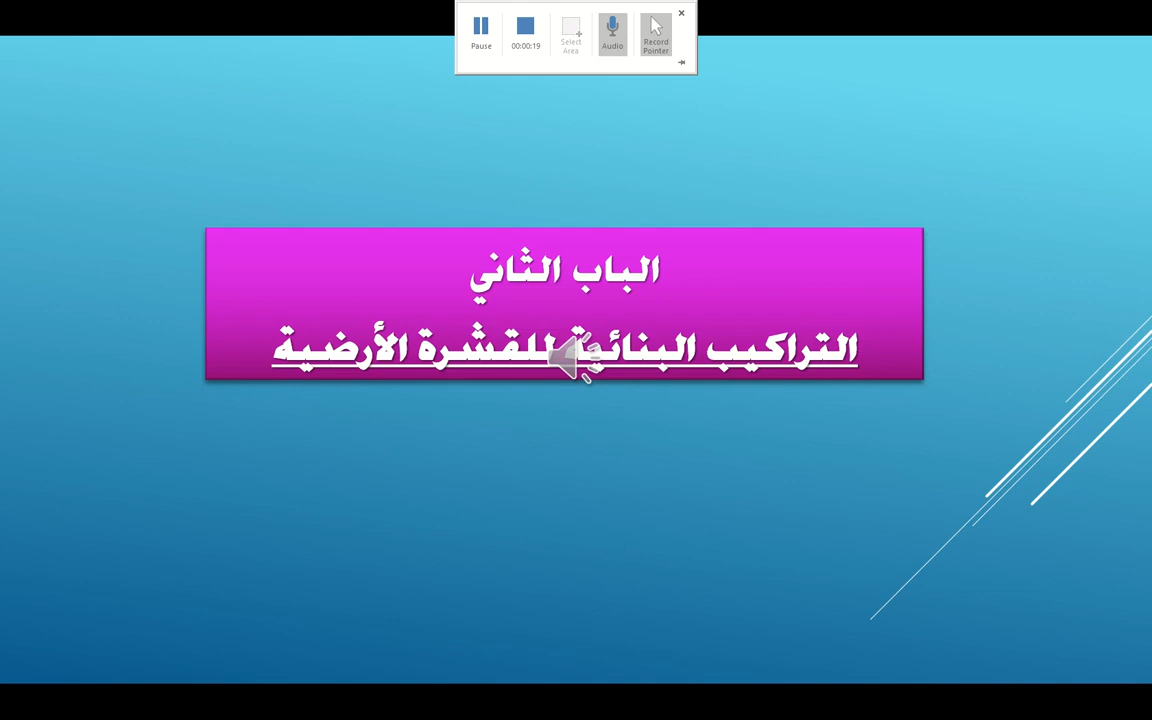 Pause
00:00:19
Select
Area
Audio
Record
Pointer
الباب الثاني
التراكيب البنائية للقشرة الأرضية